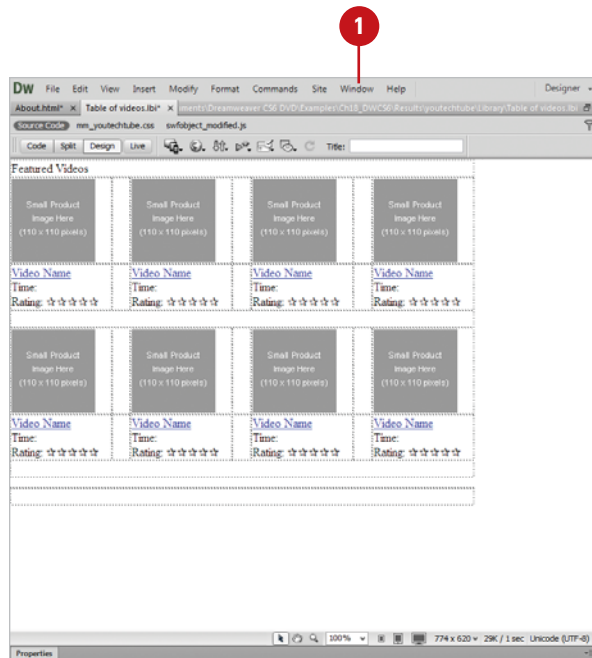 1
DW File Edit View Insert Modify Format Commands Site Window Help Designer
About.html* × Table of videos.lbi* × ments\Dreamweaver CS6 DVD\Examples\Ch18_DWCS6\Results\youtechtube\Library\Table of videos.lbi
Source Code mm_youtechtube.css swfobject_modified.js
Code Split Design Live Title:
Featured Videos
Small Product Small Product Small Product Small Product
Image Here Image Here Image Here Image Here
(110 x 110 pixels) (110 x 110 pixels) (110 x 110 pixels) (110 x 110 pixels)
Video Name Video Name Video Name Video Name
Time: Time: Time: Time:
Rating: ☆☆☆☆☆ Rating: ☆☆☆☆☆ Rating: ☆☆☆☆☆ Rating: ☆☆☆☆☆
Small Product Small Product Small Product Small Product
Image Here Image Here Image Here Image Here
(110 x 110 pixels) (110 x 110 pixels) (110 x 110 pixels) (110 x 110 pixels)
Video Name Video Name Video Name Video Name
Time: Time: Time: Time:
Rating: ☆☆☆☆☆ Rating: ☆☆☆☆☆ Rating: ☆☆☆☆☆ Rating: ☆☆☆☆☆
100% 774 x 620 29K / 1 sec Unicode (UTF-8)
Properties